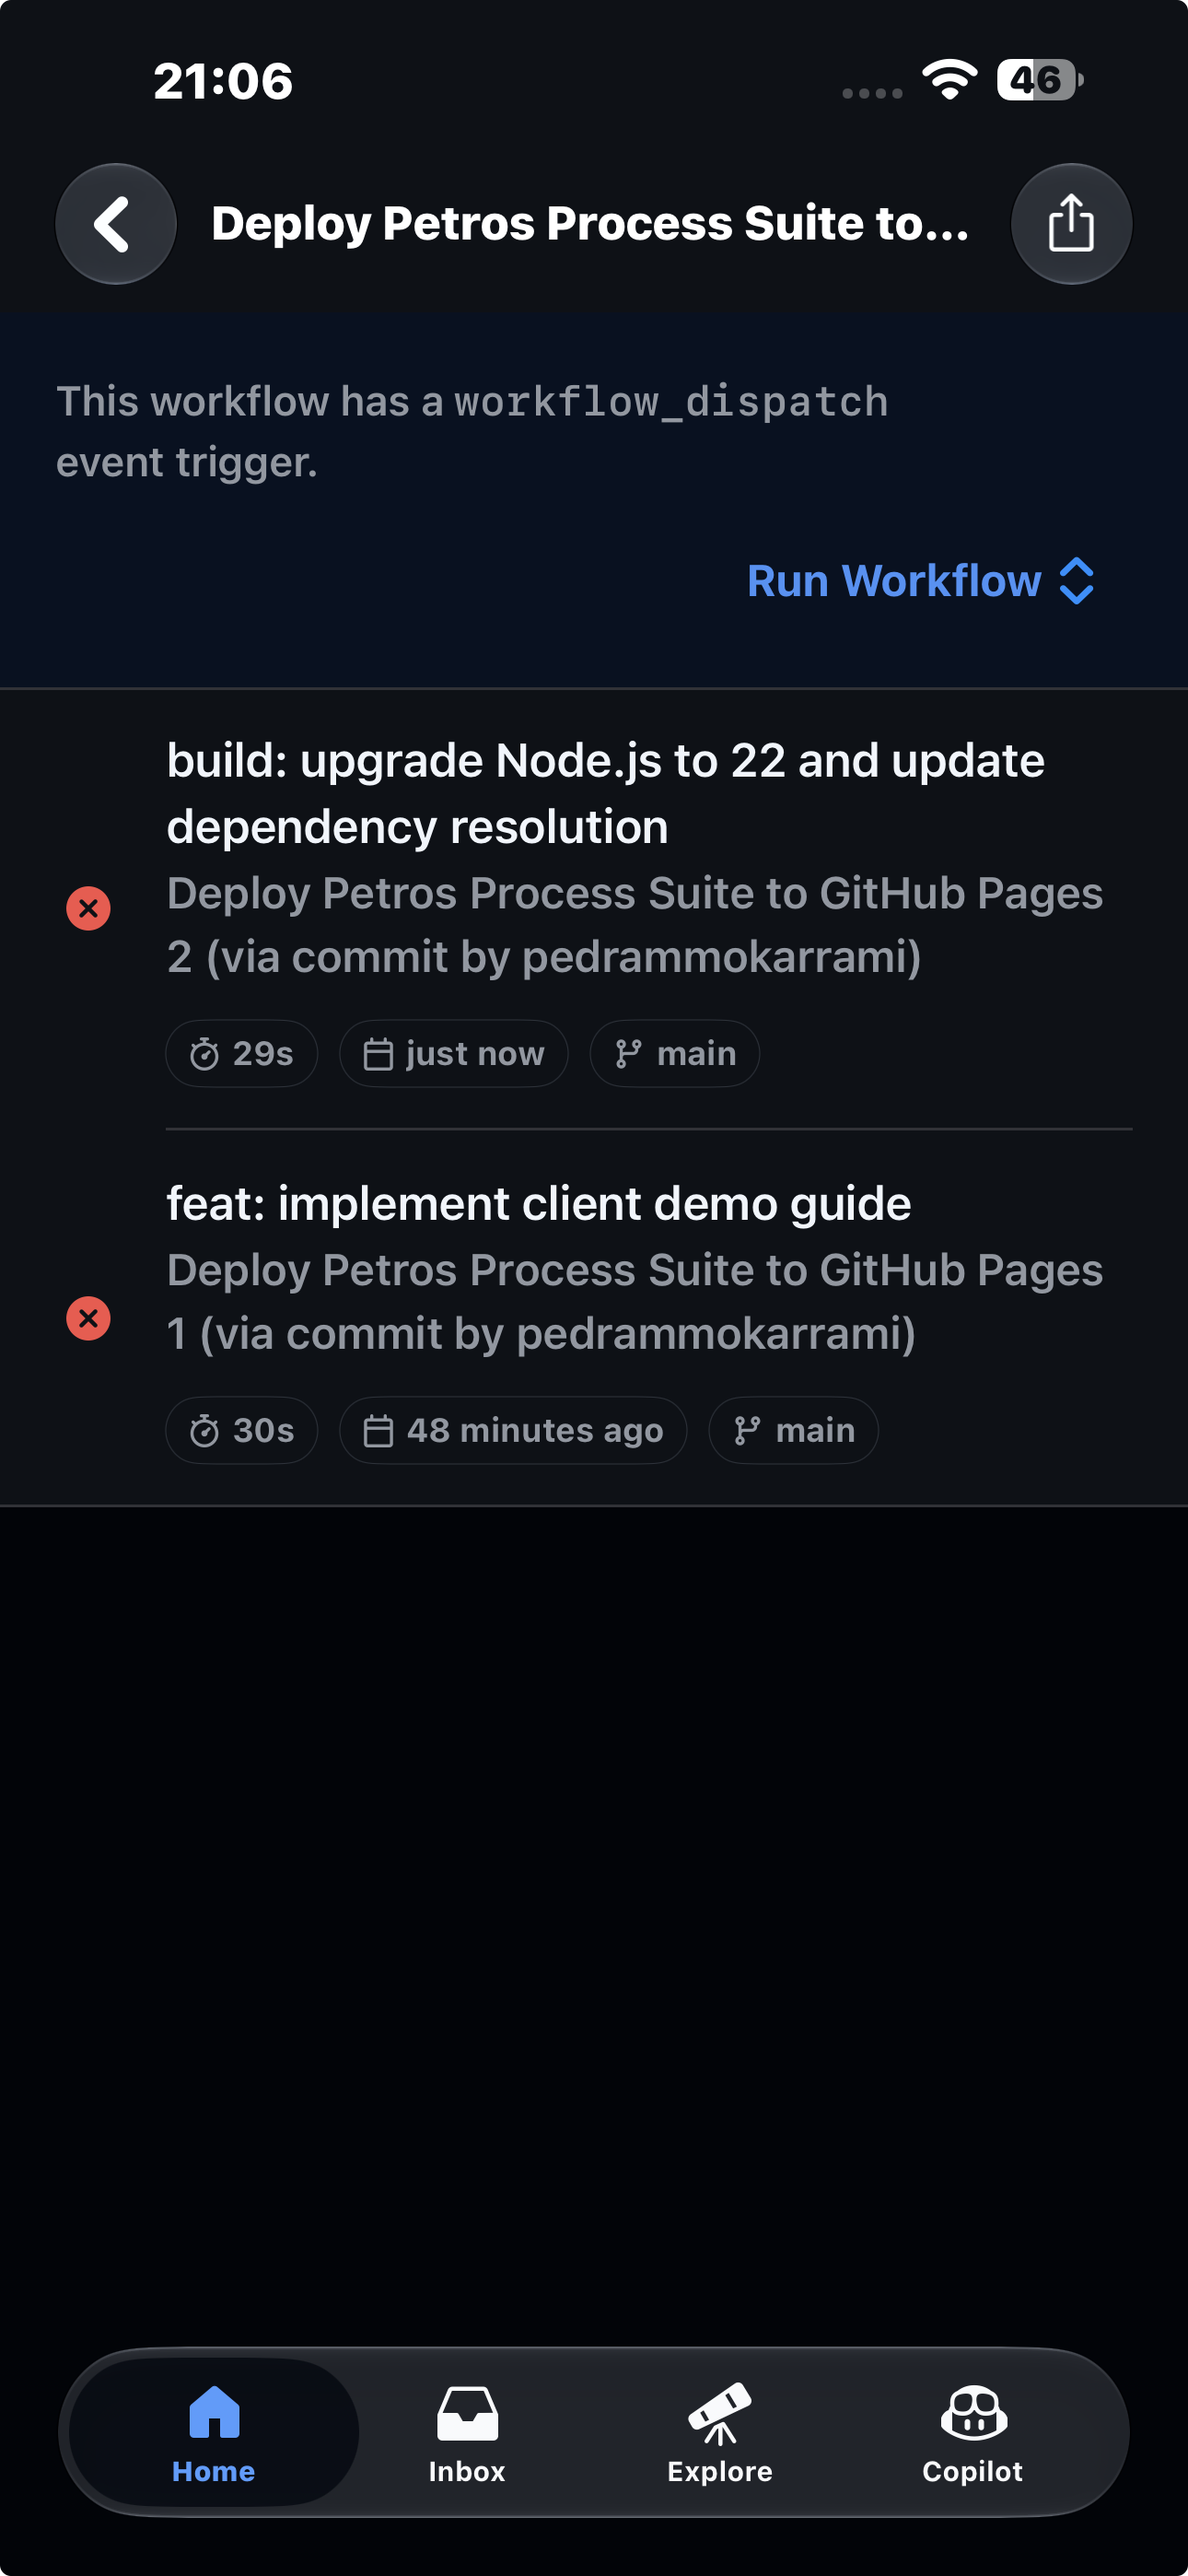 21:06
46
Deploy Petros Process Suite to...
This workflow has a workflow_dispatch
event trigger.
Run Workflow
build: upgrade Node.js to 22 and update
dependency resolution
Deploy Petros Process Suite to GitHub Pages
2 (via commit by pedrammokarrami)
29s just now main
feat: implement client demo guide
Deploy Petros Process Suite to GitHub Pages
1 (via commit by pedrammokarrami)
30s 48 minutes ago main
Home Inbox Explore Copilot